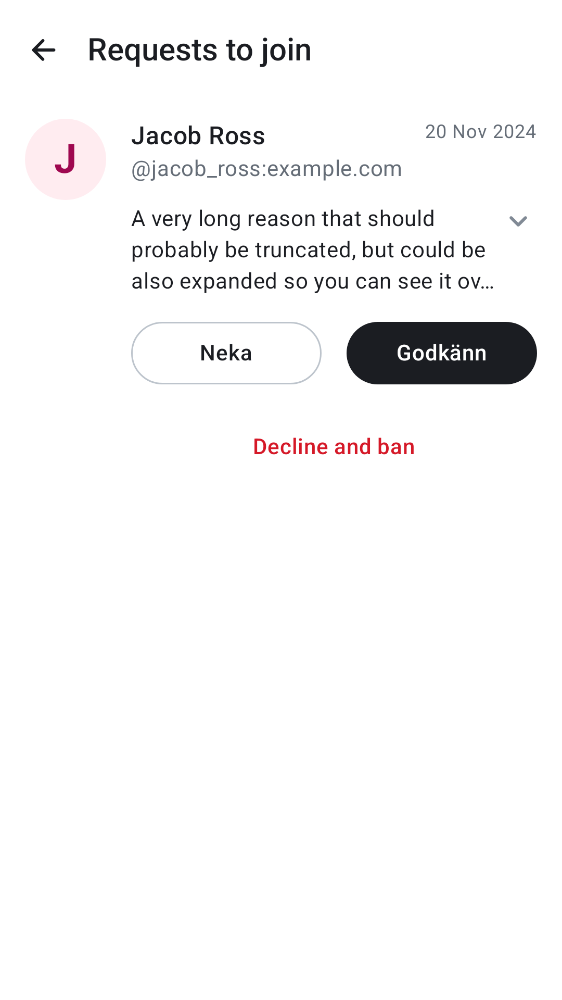 Requests to join
J
Jacob Ross
20 Nov 2024
@jacob_ross:example.com
A very long reason that should
probably be truncated, but could be
also expanded so you can see it ov…
Neka
Godkänn
Decline and ban